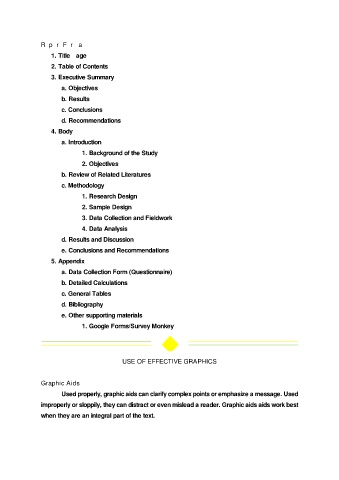 R p r F r a
1. Title age
2. Table of Contents
3. Executive Summary
a. Objectives
b. Results
c. Conclusions
d. Recommendations
4. Body
a. Introduction
1. Background of the Study
2. Objectives
b. Review of Related Literatures
c. Methodology
1. Research Design
2. Sample Design
3. Data Collection and Fieldwork
4. Data Analysis
d. Results and Discussion
e. Conclusions and Recommendations
5. Appendix
a. Data Collection Form (Questionnaire)
b. Detailed Calculations
c. General Tables
d. Bibliography
e. Other supporting materials
1. Google Forms/Survey Monkey
USE OF EFFECTIVE GRAPHICS
Graphic Aids
Used properly, graphic aids can clarify complex points or emphasize a message. Used
improperly or sloppily, they can distract or even mislead a reader. Graphic aids aids work best
when they are an integral part of the text.